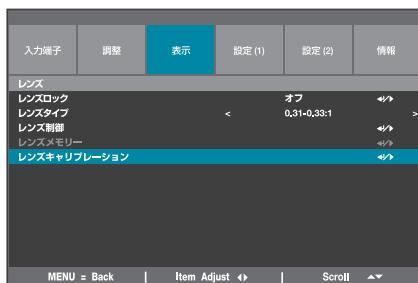 入力端子 調整 表示 設定 (1) 設定 (2) 情報
レンズ
レンズロック オフ
レンズタイプ < 0.31-0.33:1 >
レンズ制御
レンズメモリー
レンズキャリブレーション
MENU = Back | Item Adjust | Scroll